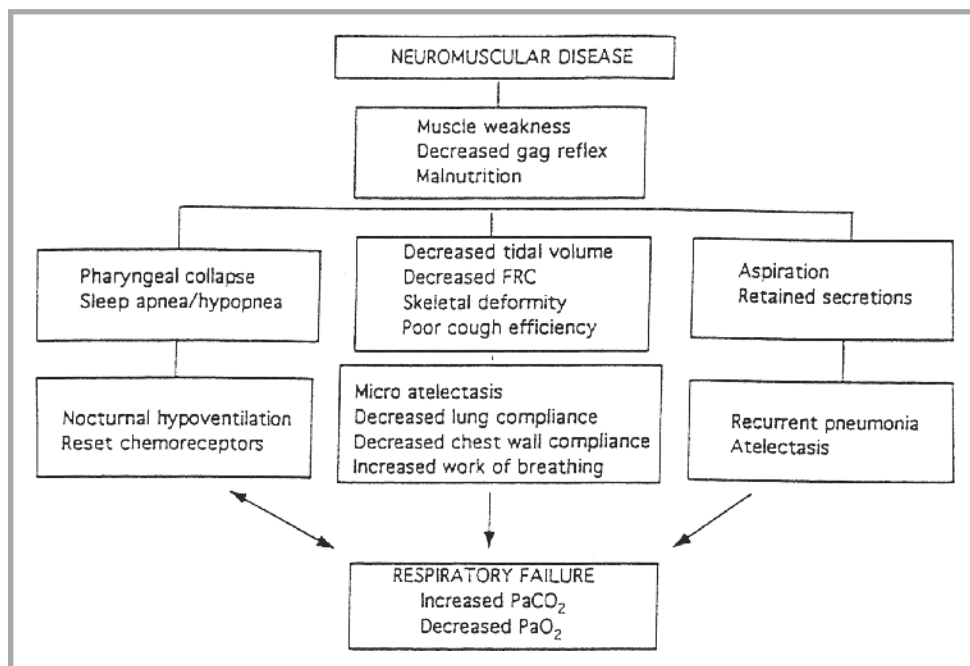 NEUROMUSCULAR DISEASE
Muscle weakness
Decreased gag reflex
Malnutrition
Pharyngeal collapse
Sleep apnea/hypopnea
Decreased tidal volume
Decreased FRC
Skeletal deformity
Poor cough efficiency
Aspiration
Retained secretions
Nocturnal hypoventilation
Reset chemoreceptors
Micro atelectasis
Decreased lung compliance
Decreased chest wall compliance
Increased work of breathing
Recurrent pneumonia
Atelectasis
RESPIRATORY FAILURE
Increased PaCO₂
Decreased PaO₂